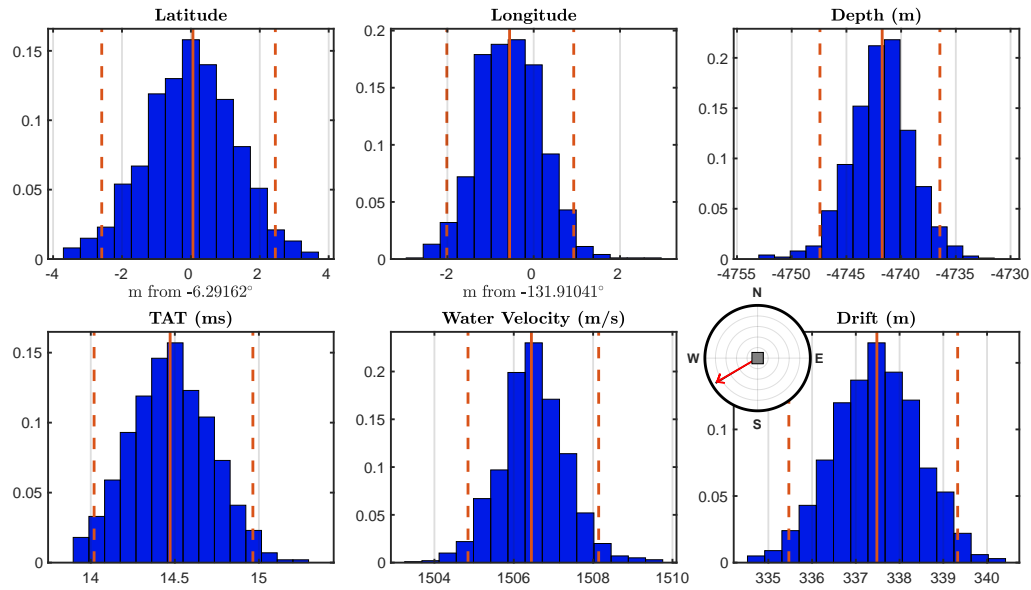 Latitude
0.15
0.1
0.05
0
-4 -2 0 2 4
m from -6.29162°
Longitude
0.2
0.15
0.1
0.05
0
-2 0 2
m from -131.91041°
Depth (m)
0.2
0.15
0.1
0.05
0
-4755 -4750 -4745 -4740 -4735 -4730
TAT (ms)
0.15
0.1
0.05
0
14 14.5 15
Water Velocity (m/s)
0.2
0.15
0.1
0.05
0
1504 1506 1508 1510
N
W E
S
Drift (m)
0.1
0.05
0
335 336 337 338 339 340